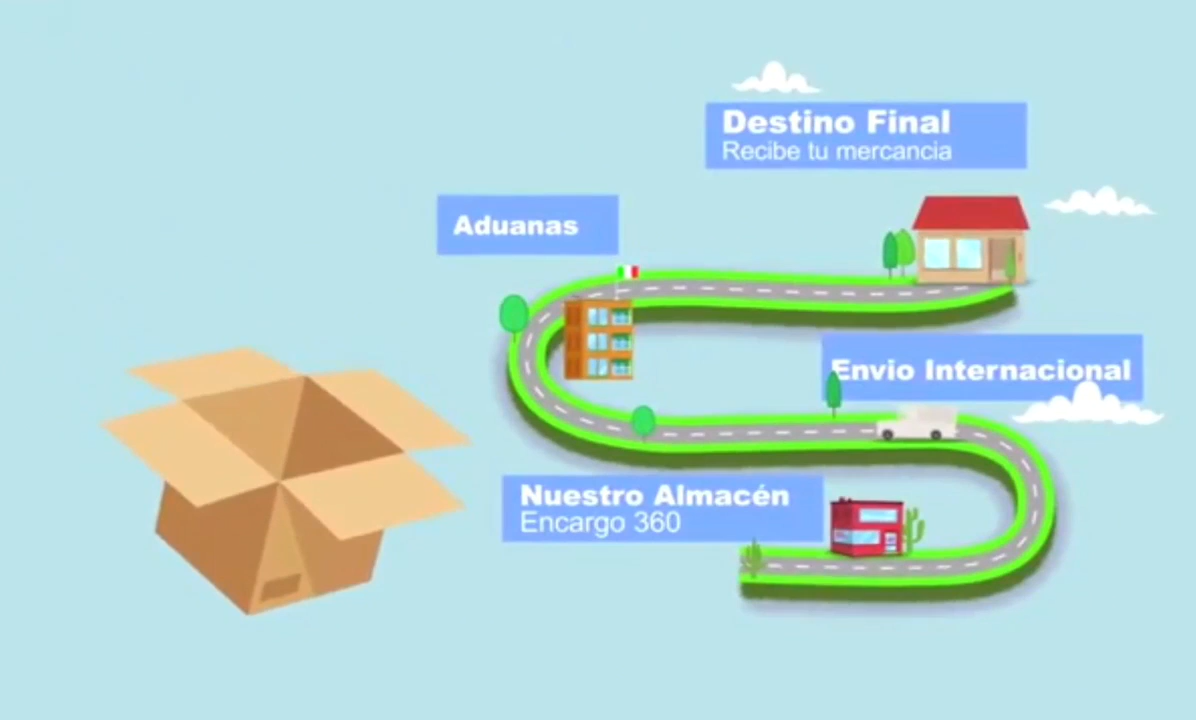 Destino Final
Recibe tu mercancia
Aduanas
Envio Internacional
Nuestro Almacén
Encargo 360